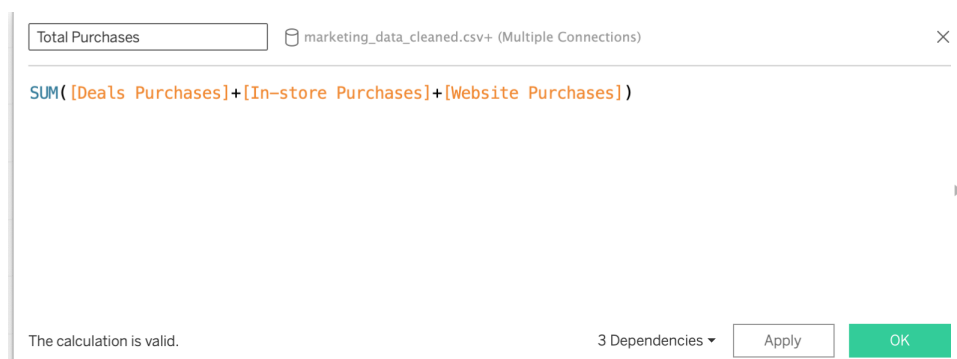 Total Purchases
marketing_data_cleaned.csv+ (Multiple Connections)
SUM([Deals Purchases]+[In-store Purchases]+[Website Purchases])
The calculation is valid.
3 Dependencies
Apply
OK